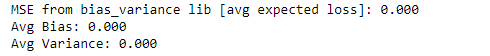 MSE from bias_variance lib [avg expected loss]: 0.000
Avg Bias: 0.000
Avg Variance: 0.000